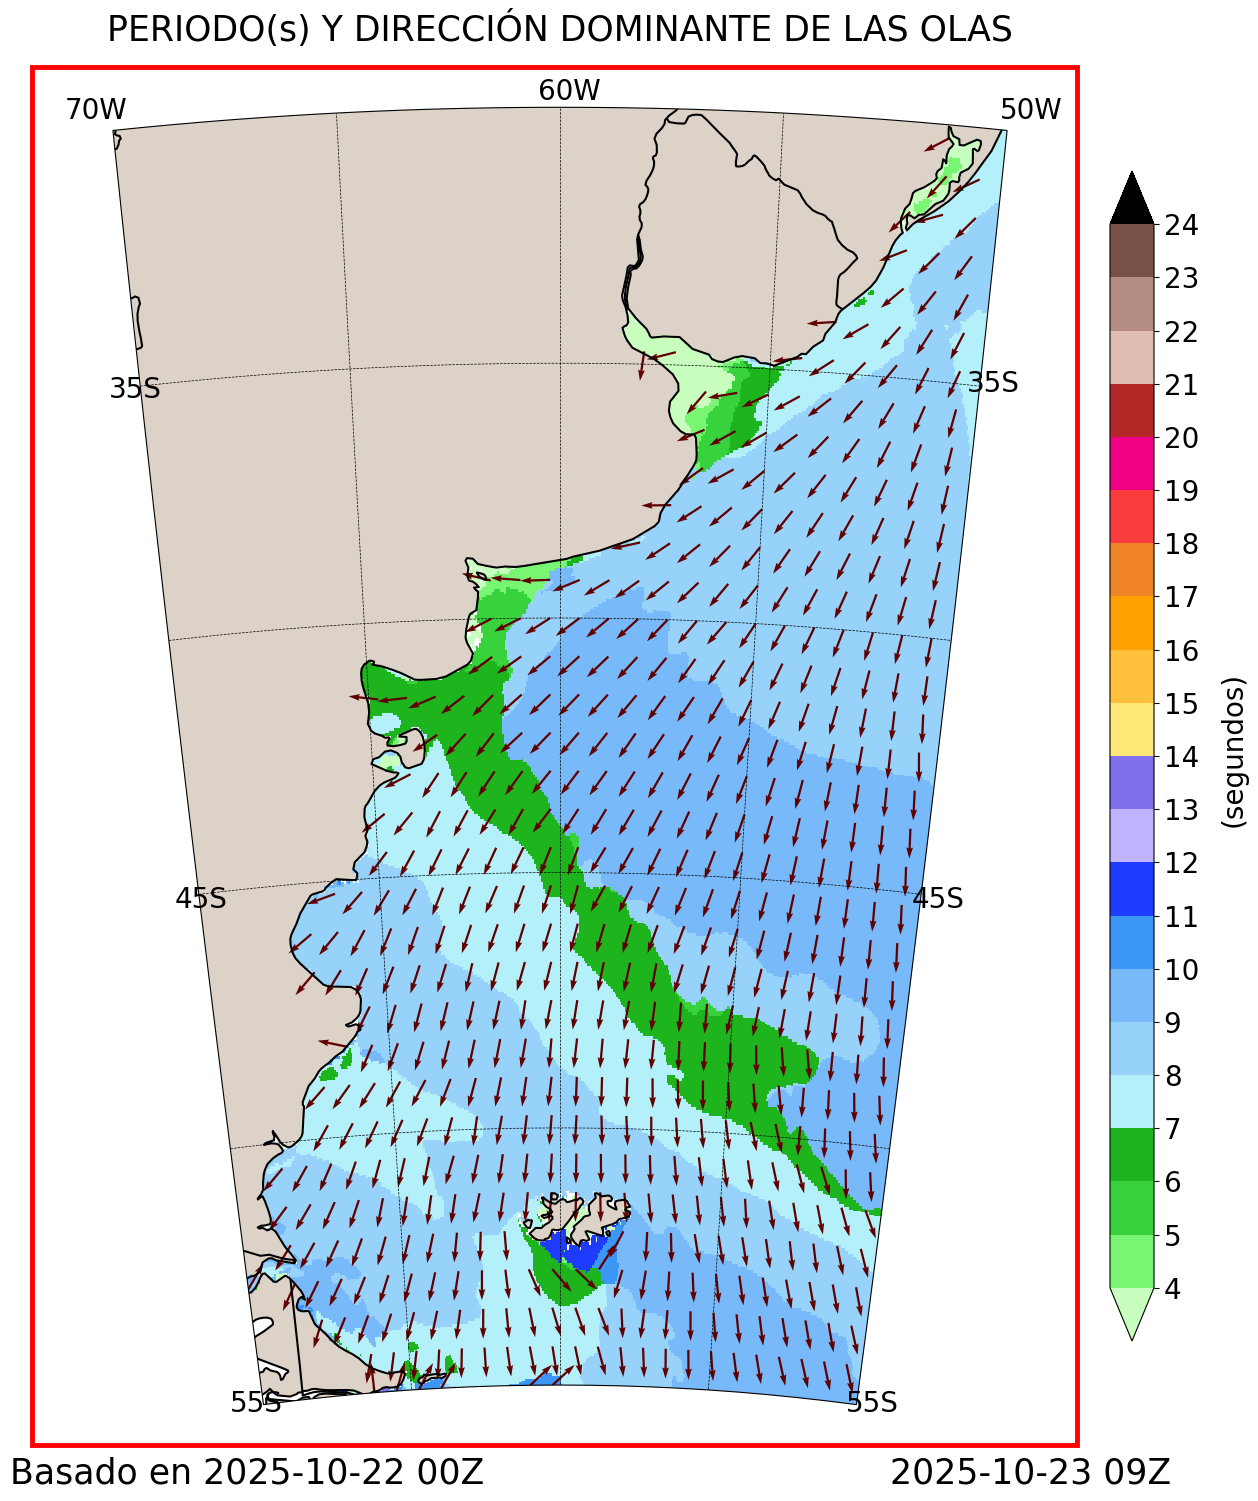 PERIODO(s) Y DIRECCIÓN DOMINANTE DE LAS OLAS
70W
60W
50W
35S
35S
45S
45S
55S
55S
24
23
22
21
20
19
18
17
16
15
14
13
12
11
10
9
8
7
6
5
4
(segundos)
Basado en 2025-10-22 00Z
2025-10-23 09Z